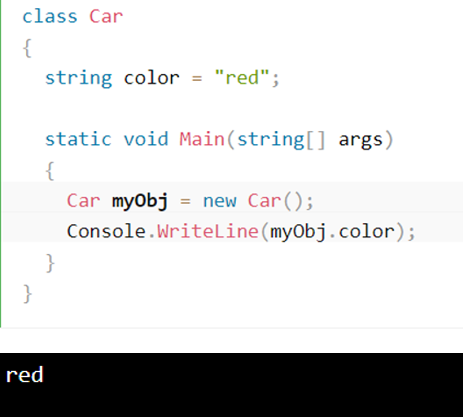 class Car
{
  string color = "red";

  static void Main(string[] args)
  {
    Car myObj = new Car();
    Console.WriteLine(myObj.color);
  }
}
red